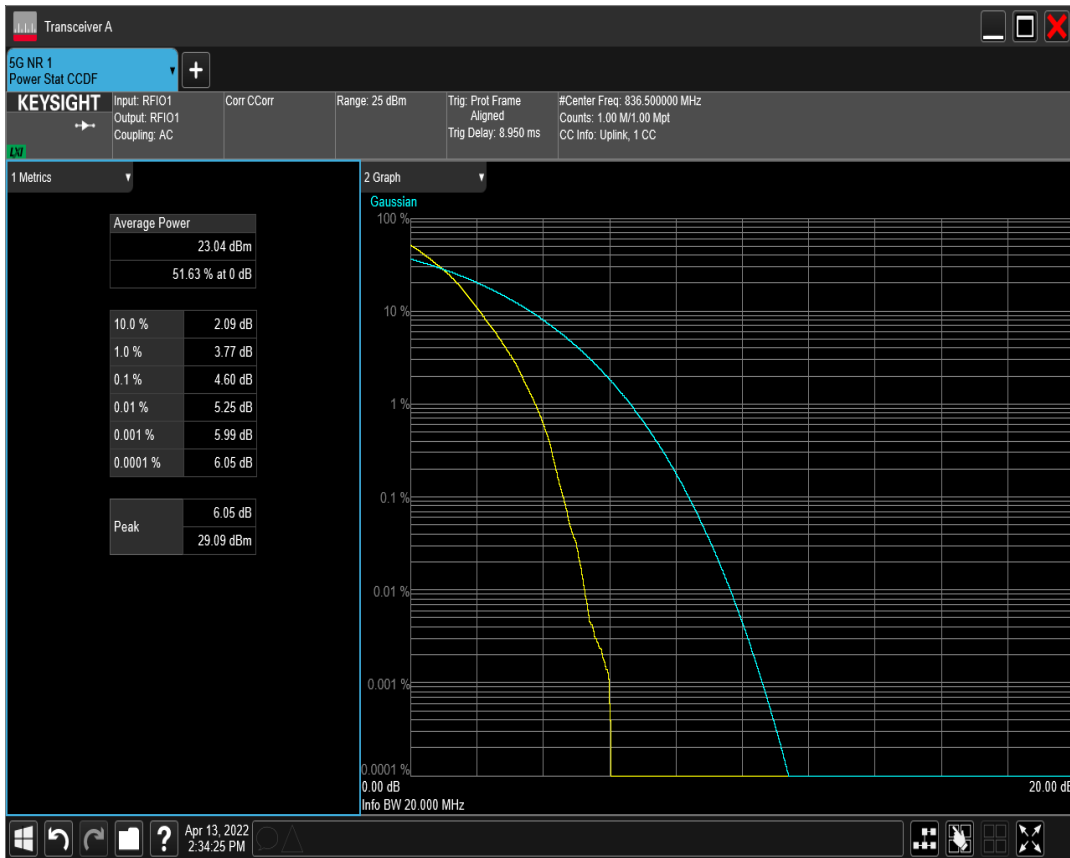 Transceiver A
5G NR 1
Power Stat CCDF
+
KEYSIGHT
LXI
Input: RFIO1
Output: RFIO1
Coupling: AC
Corr CCorr
Range: 25 dBm
Trig: Prot Frame
Aligned
Trig Delay: 8.950 ms
#Center Freq: 836.500000 MHz
Counts: 1.00 M/1.00 Mpt
CC Info: Uplink, 1 CC
1 Metrics
Average Power
23.04 dBm
51.63 % at 0 dB
10.0 % 2.09 dB
1.0 % 3.77 dB
0.1 % 4.60 dB
0.01 % 5.25 dB
0.001 % 5.99 dB
0.0001 % 6.05 dB
Peak
6.05 dB
29.09 dBm
2 Graph
Gaussian
100 %
10 %
1 %
0.1 %
0.01 %
0.001 %
0.0001 %
0.00 dB 20.00 dB
Info BW 20.000 MHz
?
Apr 13, 2022
2:34:25 PM